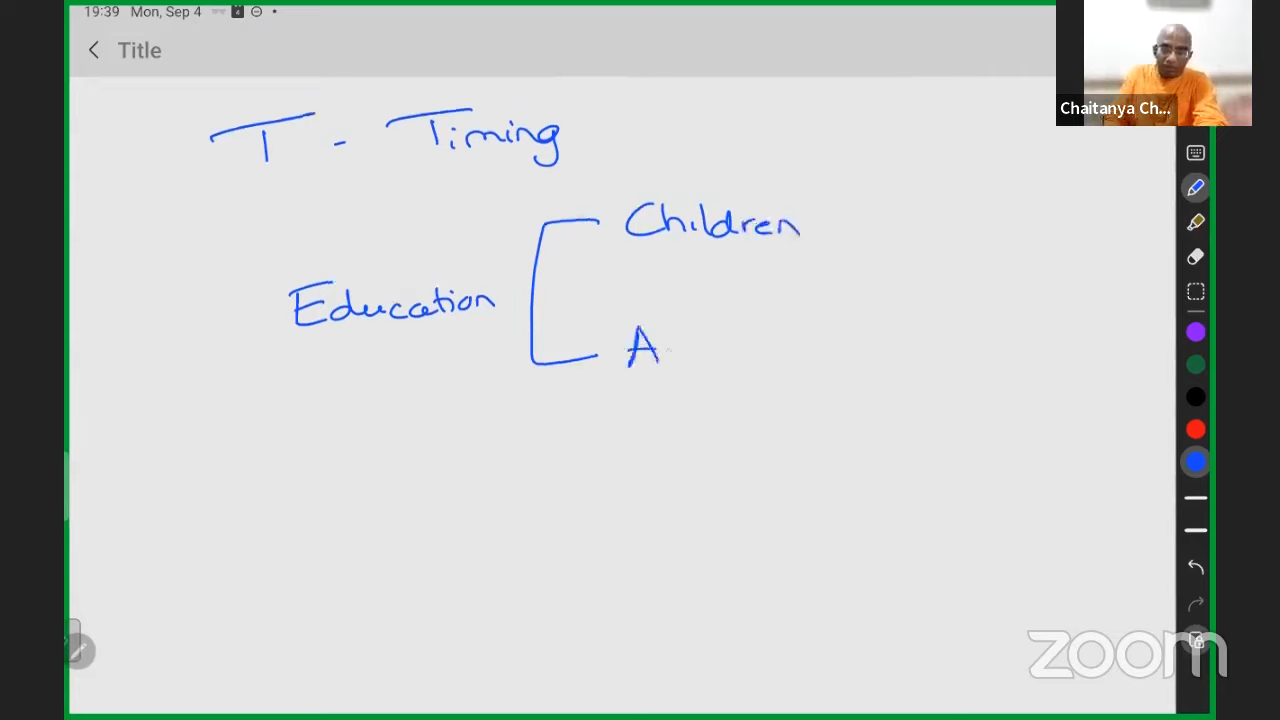 19:39 Mon, Sep 4
Title
Chaitanya Ch...
T - Timing
Children
Education
A
zoom